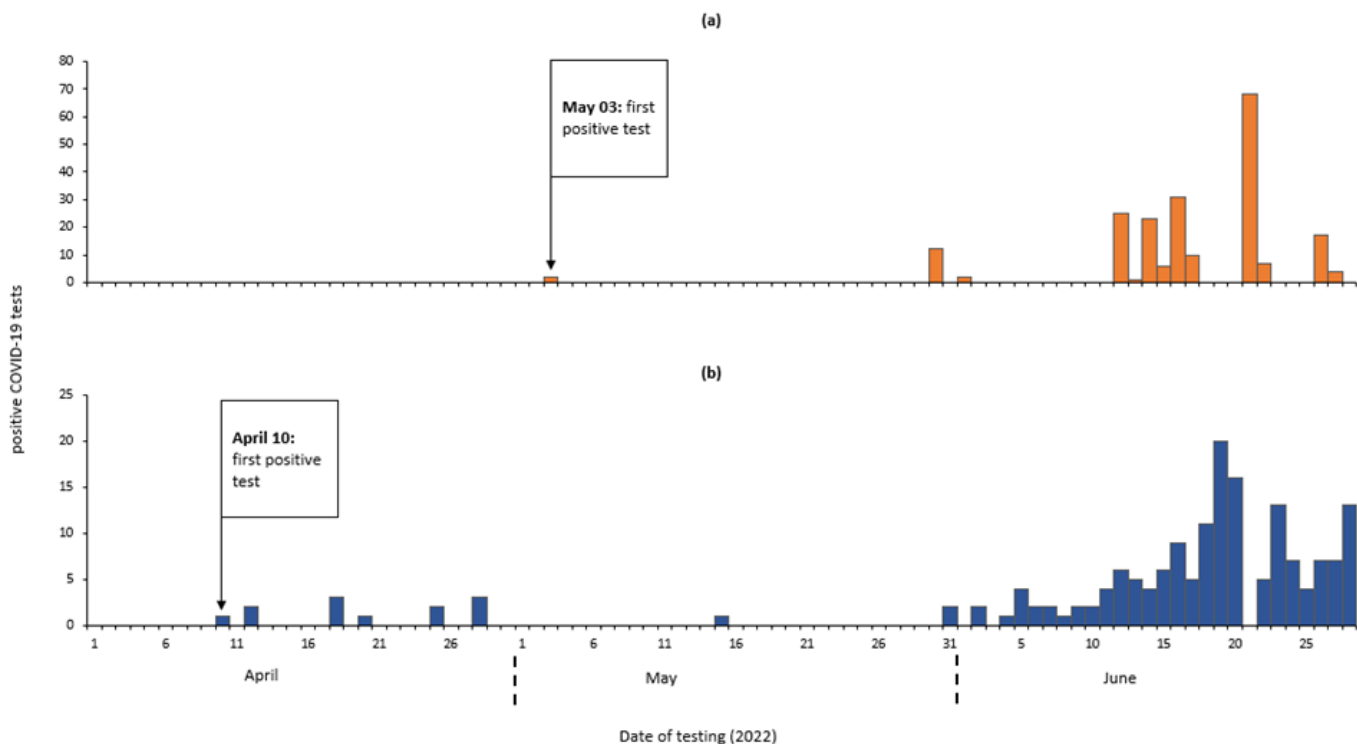 (a)
80
70
60
50
40
30
20
10
0
May 03: first
positive test
positive COVID-19 tests
(b)
25
20
15
10
5
0
April 10:
first positive
test
1 11 16 21 26 1 6 11 16 21 26 31 5 10 15 20 25
April May June
Date of testing (2022)